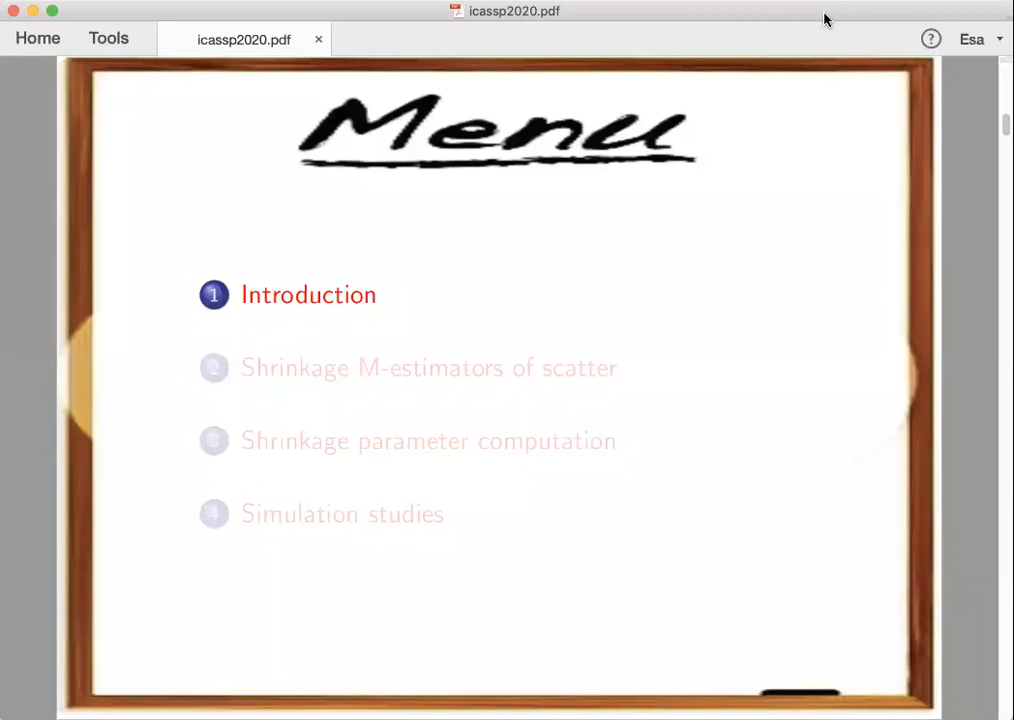 icassp2020.pdf
Home Tools icassp2020.pdf × ? Esa
Menu
1 Introduction
2 Shrinkage M-estimators of scatter
3 Shrinkage parameter computation
4 Simulation studies